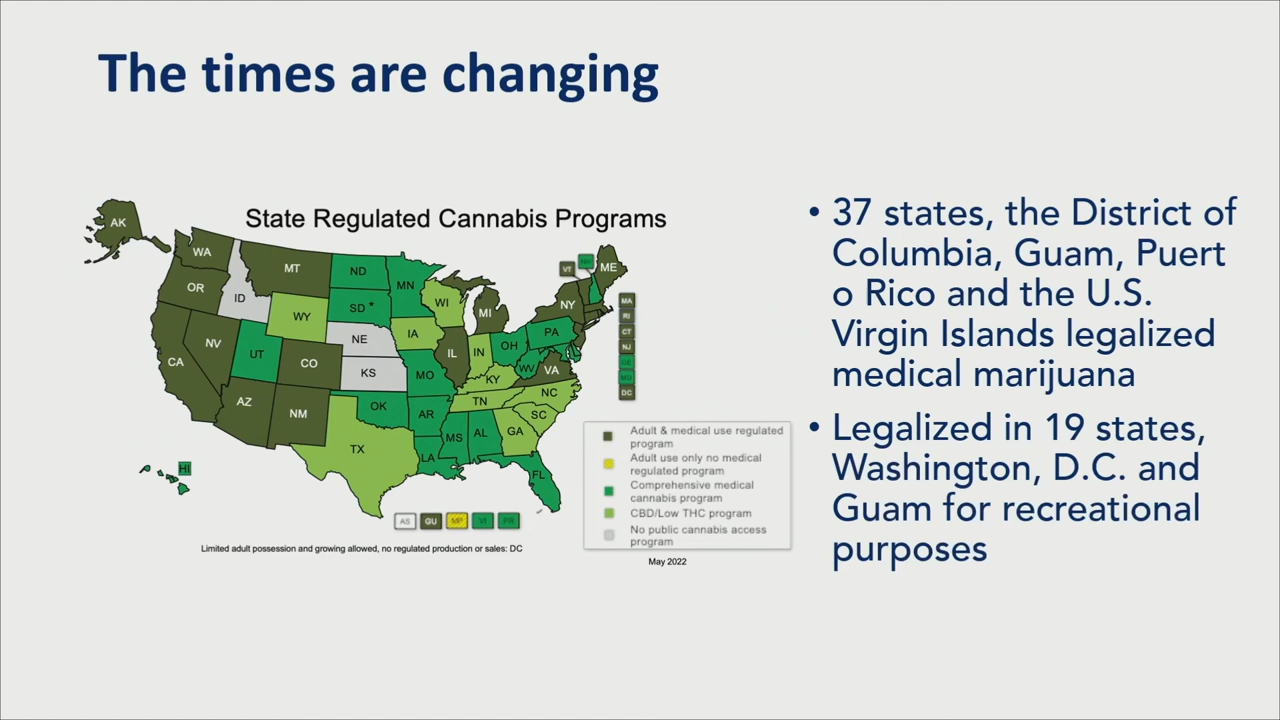 The times are changing
State Regulated Cannabis Programs
AK
WA
MT
ND
MN
ME
VT
NH
OR
ID
WY
SD *
WI
MI
NY
MA
RI
CT
NJ
DE
MD
DC
NV
UT
CO
NE
IA
IL
IN
OH
PA
CA
KS
MO
KY
WV
VA
AZ
NM
OK
AR
TN
NC
SC
TX
LA
MS
AL
GA
FL
HI
AS
GU
MP
VI
PR
Adult & medical use regulated
program
Adult use only no medical
regulated program
Comprehensive medical
cannabis program
CBD/Low THC program
No public cannabis access
program
Limited adult possession and growing allowed, no regulated production or sales: DC
May 2022
• 37 states, the District of
Columbia, Guam, Puert
o Rico and the U.S.
Virgin Islands legalized
medical marijuana
• Legalized in 19 states,
Washington, D.C. and
Guam for recreational
purposes